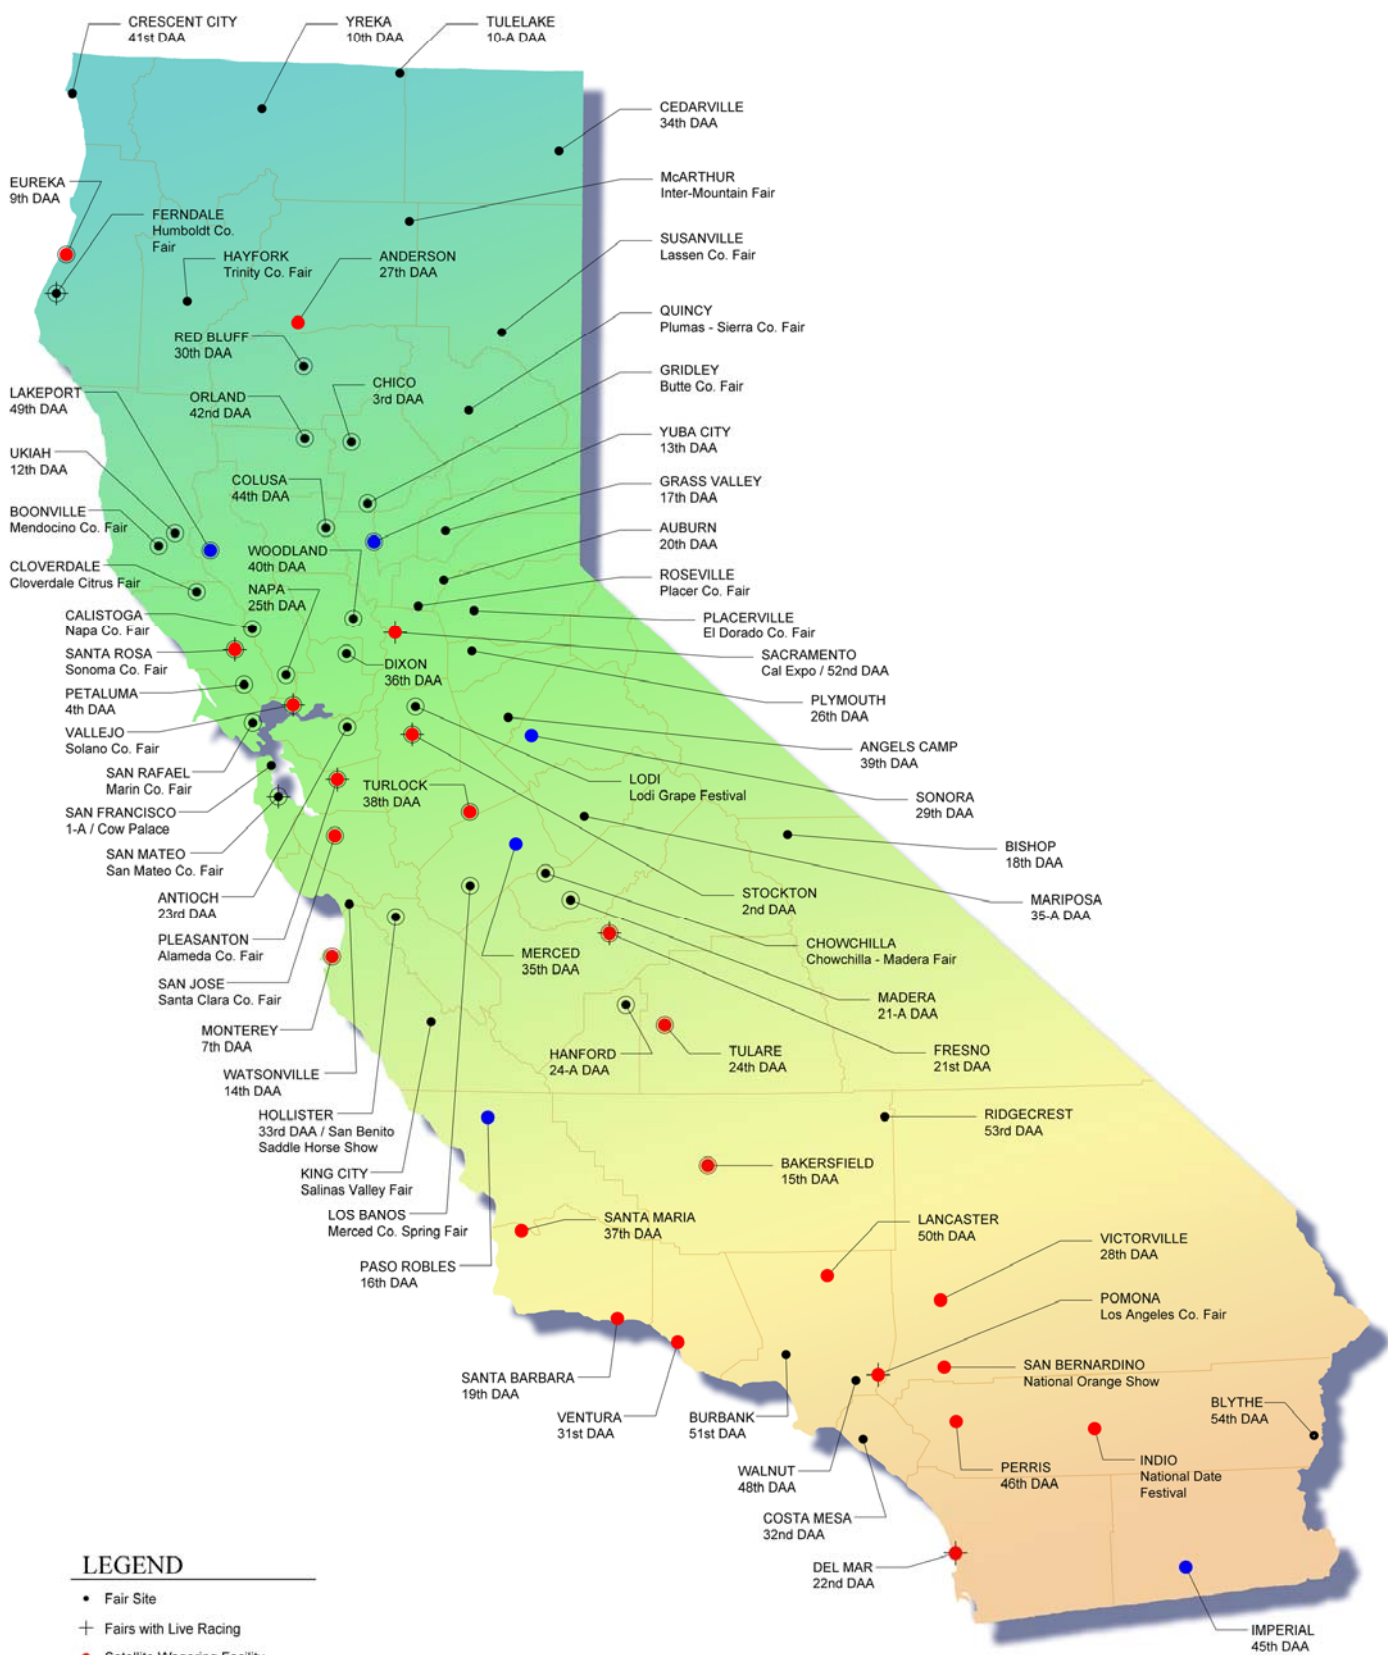 CRESCENT CITY
41st DAA
YREKA
10th DAA
TULELAKE
10-A DAA
CEDARVILLE
34th DAA
McARTHUR
Inter-Mountain Fair
EUREKA
9th DAA
FERNDALE
Humboldt Co.
Fair
HAYFORK
Trinity Co. Fair
ANDERSON
27th DAA
SUSANVILLE
Lassen Co. Fair
QUINCY
Plumas - Sierra Co. Fair
RED BLUFF
30th DAA
GRIDLEY
Butte Co. Fair
LAKEPORT
49th DAA
ORLAND
42nd DAA
CHICO
3rd DAA
YUBA CITY
13th DAA
UKIAH
12th DAA
COLUSA
44th DAA
GRASS VALLEY
17th DAA
BOONVILLE
Mendocino Co. Fair
AUBURN
20th DAA
WOODLAND
40th DAA
CLOVERDALE
Cloverdale Citrus Fair
NAPA
25th DAA
ROSEVILLE
Placer Co. Fair
CALISTOGA
Napa Co. Fair
PLACERVILLE
El Dorado Co. Fair
SANTA ROSA
Sonoma Co. Fair
DIXON
36th DAA
SACRAMENTO
Cal Expo / 52nd DAA
PETALUMA
4th DAA
PLYMOUTH
26th DAA
VALLEJO
Solano Co. Fair
ANGELS CAMP
39th DAA
SAN RAFAEL
Marin Co. Fair
TURLOCK
38th DAA
LODI
Lodi Grape Festival
SONORA
29th DAA
SAN FRANCISCO
1-A / Cow Palace
SAN MATEO
San Mateo Co. Fair
BISHOP
18th DAA
ANTIOCH
23rd DAA
STOCKTON
2nd DAA
MARIPOSA
35-A DAA
PLEASANTON
Alameda Co. Fair
MERCED
35th DAA
CHOWCHILLA
Chowchilla - Madera Fair
SAN JOSE
Santa Clara Co. Fair
MADERA
21-A DAA
MONTEREY
7th DAA
HANFORD
24-A DAA
TULARE
24th DAA
FRESNO
21st DAA
WATSONVILLE
14th DAA
HOLLISTER
33rd DAA / San Benito
Saddle Horse Show
RIDGECREST
53rd DAA
KING CITY
Salinas Valley Fair
BAKERSFIELD
15th DAA
LOS BANOS
Merced Co. Spring Fair
SANTA MARIA
37th DAA
LANCASTER
50th DAA
VICTORVILLE
28th DAA
PASO ROBLES
16th DAA
POMONA
Los Angeles Co. Fair
SANTA BARBARA
19th DAA
SAN BERNARDINO
National Orange Show
VENTURA
31st DAA
BURBANK
51st DAA
BLYTHE
54th DAA
WALNUT
48th DAA
PERRIS
46th DAA
INDIO
National Date
Festival
COSTA MESA
32nd DAA
DEL MAR
22nd DAA
IMPERIAL
45th DAA
LEGEND
Fair Site
Fairs with Live Racing
Satellite Wagering Facility